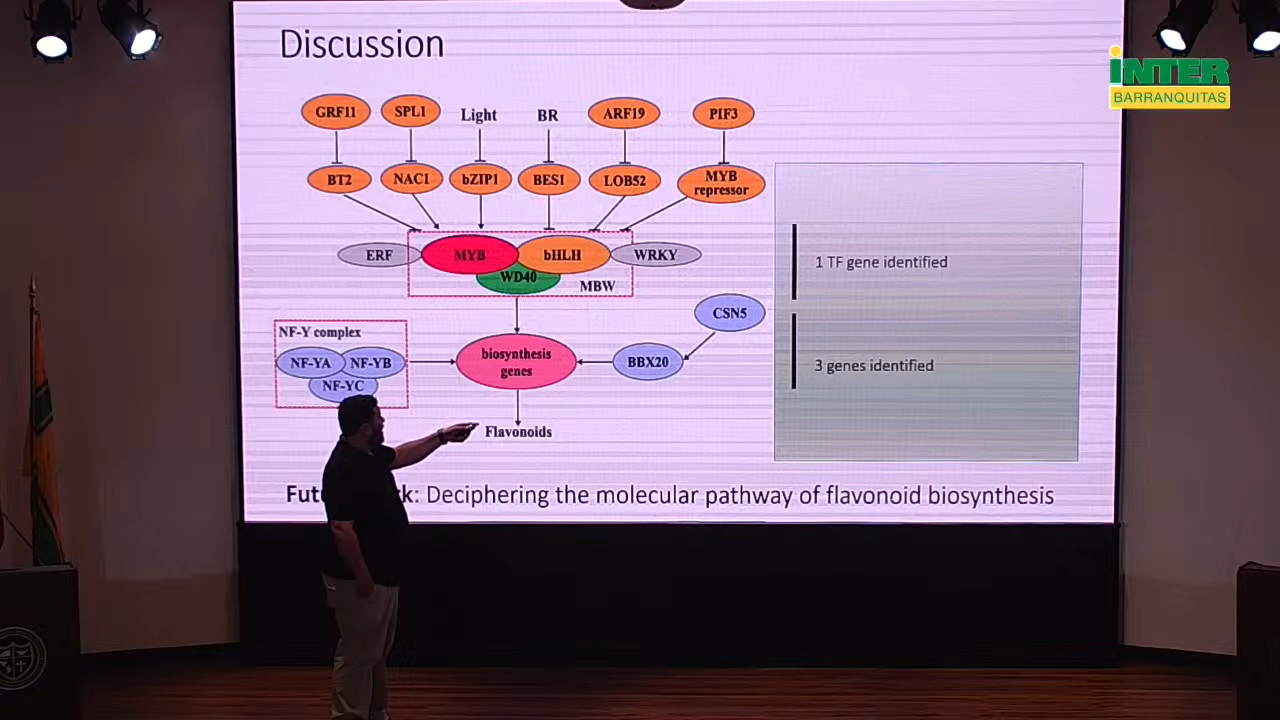 Discussion
iNTER
BARRANQUITAS
GRF11
SPL1
Light
BR
ARF19
PIF3
BT2
NAC1
bZIP1
BES1
LOB52
MYB
repressor
ERF
MYB
bHLH
WRKY
WD40
MBW
1 TF gene identified
NF-Y complex
CSN5
NF-YA
NF-YB
NF-YC
biosynthesis
genes
BBX20
3 genes identified
Flavonoids
: Deciphering the molecular pathway of flavonoid biosynthesis